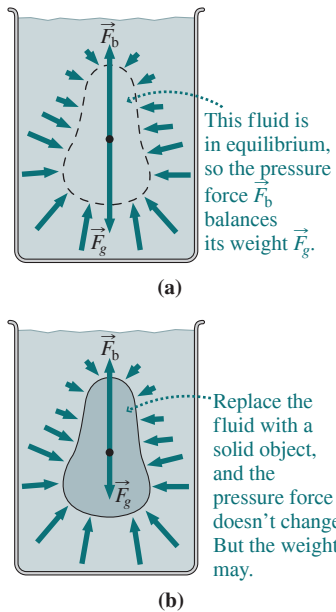 F_b
This fluid is
in equilibrium,
so the pressure
force F_b
balances
its weight F_g.
F_g
(a)
F_b
Replace the
fluid with a
solid object,
and the
pressure force
doesn't change
But the weight
may.
F_g
(b)